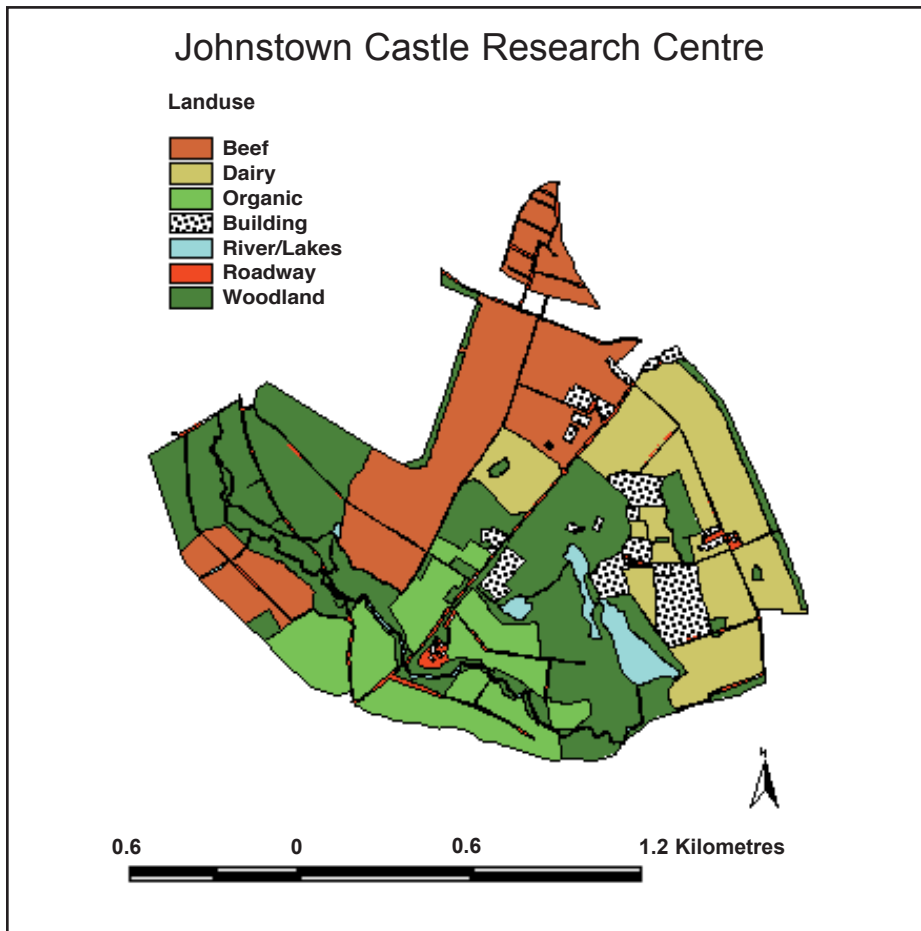 Johnstown Castle Research Centre
Landuse
Beef
Dairy
Organic
Building
River/Lakes
Roadway
Woodland
N
0.6 0 0.6 1.2 Kilometres